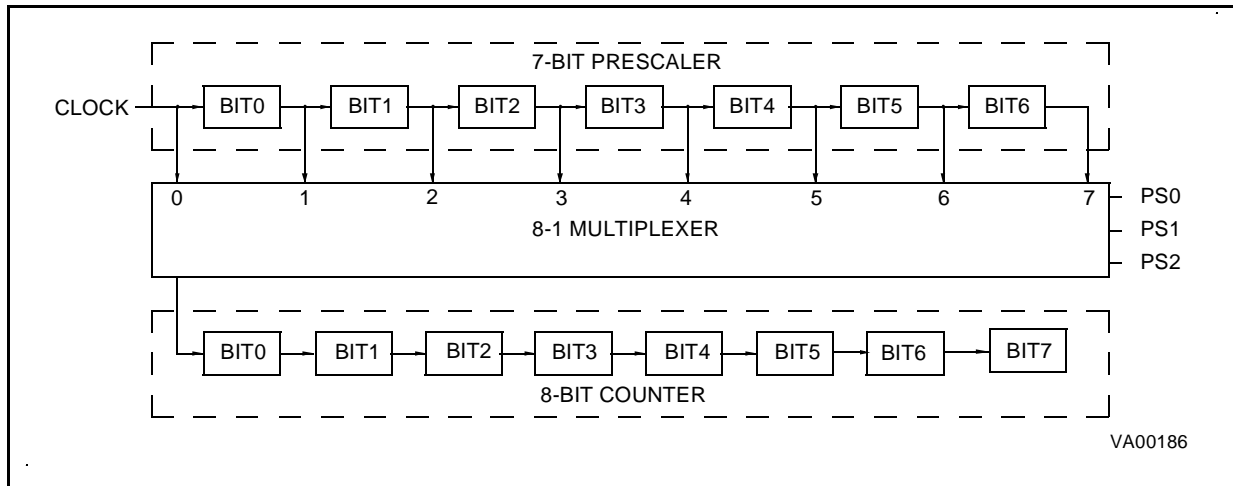 7-BIT PRESCALER
CLOCK BIT0 BIT1 BIT2 BIT3 BIT4 BIT5 BIT6
0 1 2 3 4 5 6 7 PS0
8-1 MULTIPLEXER PS1
PS2
BIT0 BIT1 BIT2 BIT3 BIT4 BIT5 BIT6 BIT7
8-BIT COUNTER
VA00186